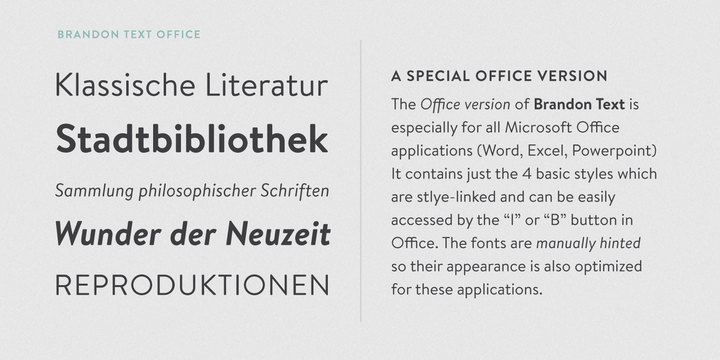 BRANDON TEXT OFFICE
Klassische Literatur
Stadtbibliothek
Sammlung philosophischer Schriften
Wunder der Neuzeit
REPRODUKTIONEN
A SPECIAL OFFICE VERSION
The Office version of Brandon Text is
especially for all Microsoft Office
applications (Word, Excel, Powerpoint)
It contains just the 4 basic styles which
are stlye-linked and can be easily
accessed by the “I” or “B” button in
Office. The fonts are manually hinted
so their appearance is also optimized
for these applications.